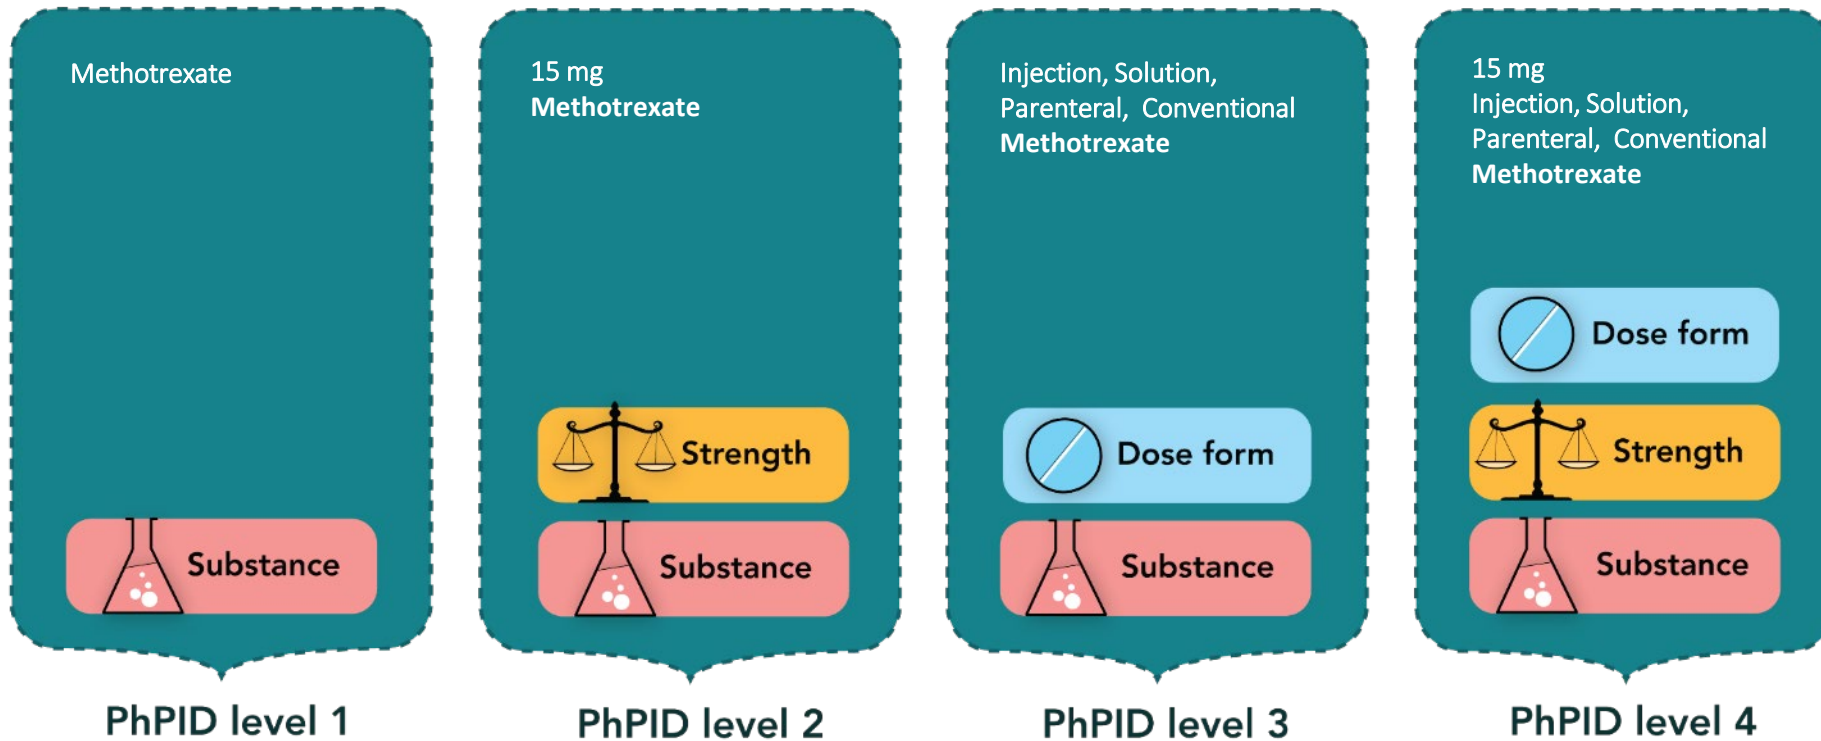 Methotrexate
Substance
PhPID level 1
15 mg
Methotrexate
Strength
Substance
PhPID level 2
Injection, Solution,
Parenteral, Conventional
Methotrexate
Dose form
Substance
PhPID level 3
15 mg
Injection, Solution,
Parenteral, Conventional
Methotrexate
Dose form
Strength
Substance
PhPID level 4